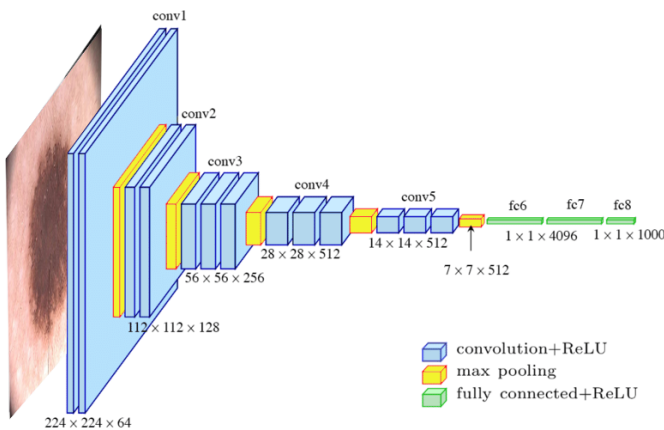 conv1
conv2
conv3
conv4
conv5
fc6
fc7
fc8
1 × 1 × 4096
1 × 1 × 1000
14 × 14 × 512
28 × 28 × 512
7 × 7 × 512
56 × 56 × 256
112 × 112 × 128
224 × 224 × 64
convolution+ReLU
max pooling
fully connected+ReLU